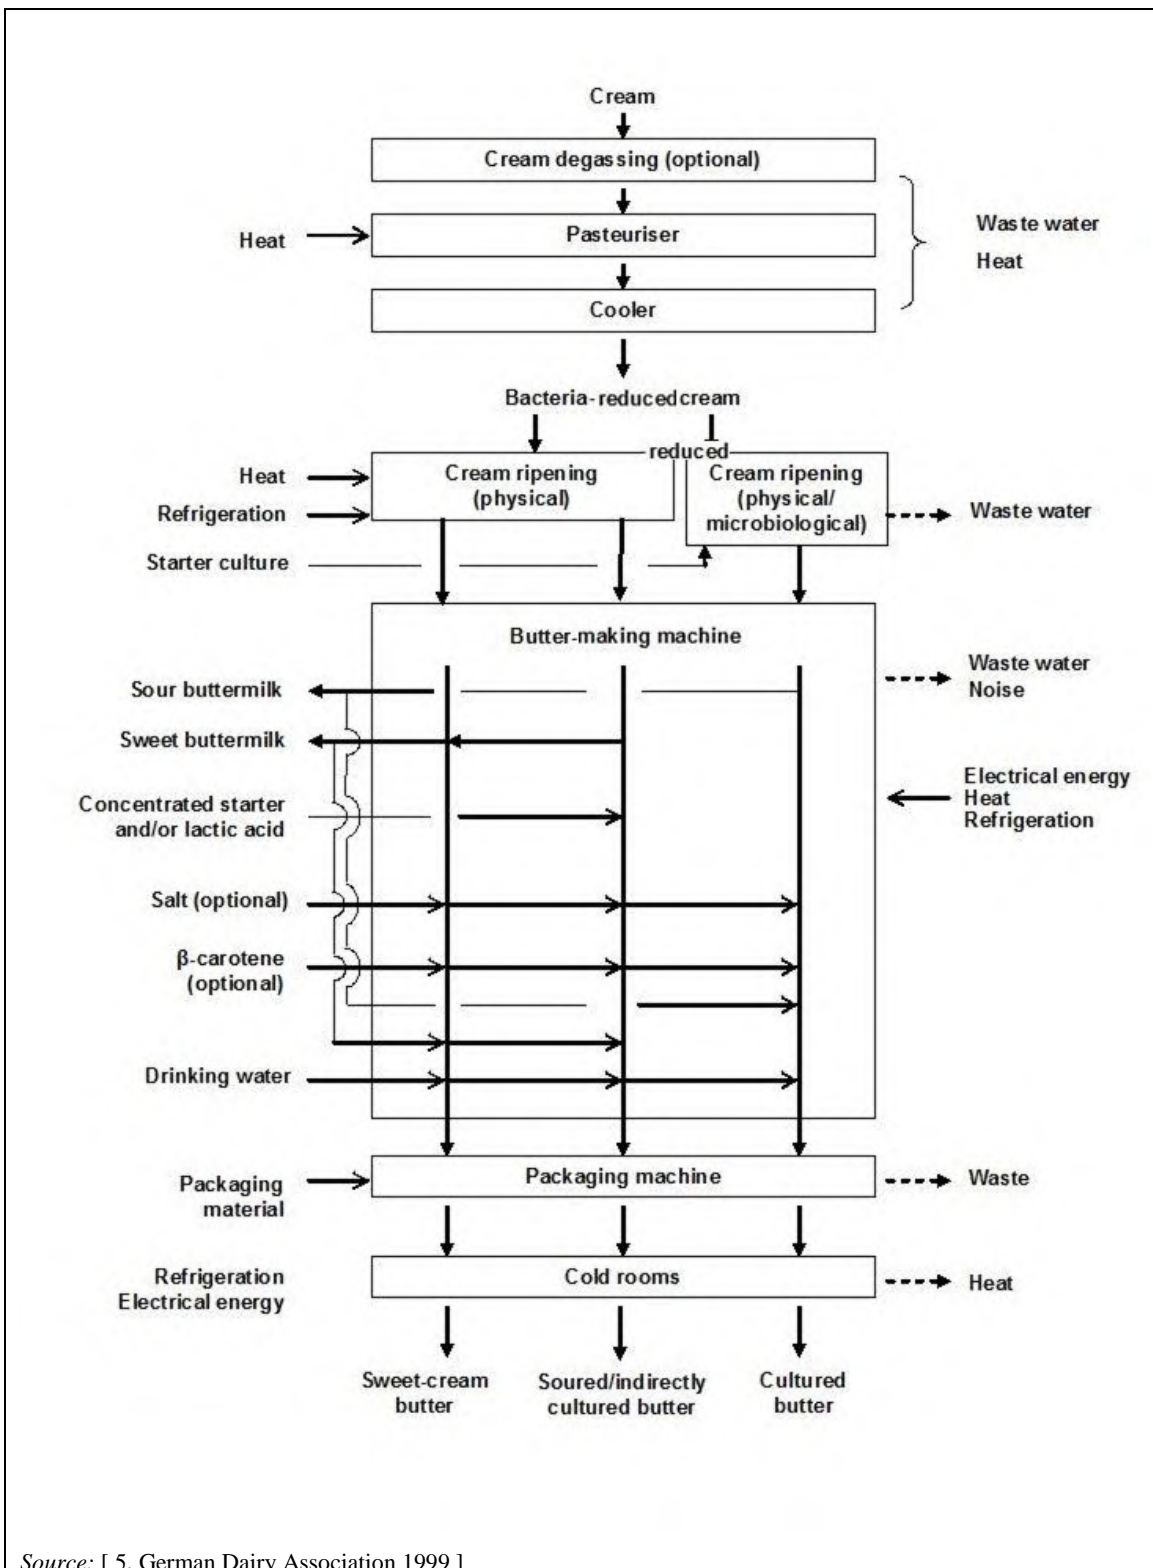 Cream
Cream degassing (optional)
Heat
Pasteuriser
Waste water
Heat
Cooler
Bacteria-reducedcream
reduced
Heat
Refrigeration
Cream ripening
(physical)
Cream ripening
(physical/
microbiological)
Waste water
Starter culture
Butter-making machine
Sour buttermilk
Waste water
Noise
Sweet buttermilk
Electrical energy
Heat
Refrigeration
Concentrated starter
and/or lactic acid
Salt (optional)
β-carotene
(optional)
Drinking water
Packaging
material
Packaging machine
Waste
Refrigeration
Electrical energy
Cold rooms
Heat
Sweet-cream
butter
Soured/indirectly
cultured butter
Cultured
butter
Source: [ 5, German Dairy Association 1999 ]